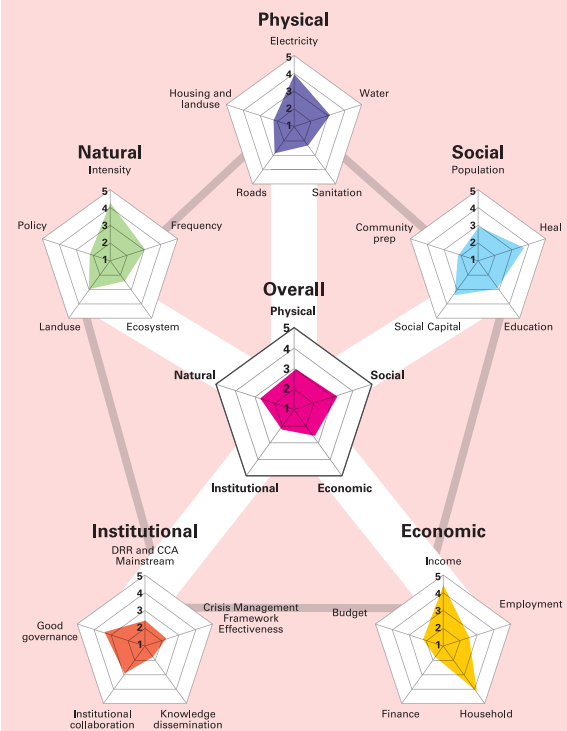 Physical
Electricity
5
4
3
2
1
Housing and
landuse
Water
Roads
Sanitation
Natural
Intensity
5
4
3
2
1
Policy
Frequency
Landuse
Ecosystem
Social
Population
5
4
3
2
1
Community
prep
Heal
Social Capital
Education
Overall
Physical
5
4
3
2
1
Natural
Social
Institutional
Economic
Institutional
DRR and CCA
Mainstream
5
4
3
2
1
Good
governance
Crisis Management
Framework
Effectiveness
Institutional
collaboration
Knowledge
dissemination
Economic
Income
5
4
3
2
1
Budget
Employment
Finance
Household